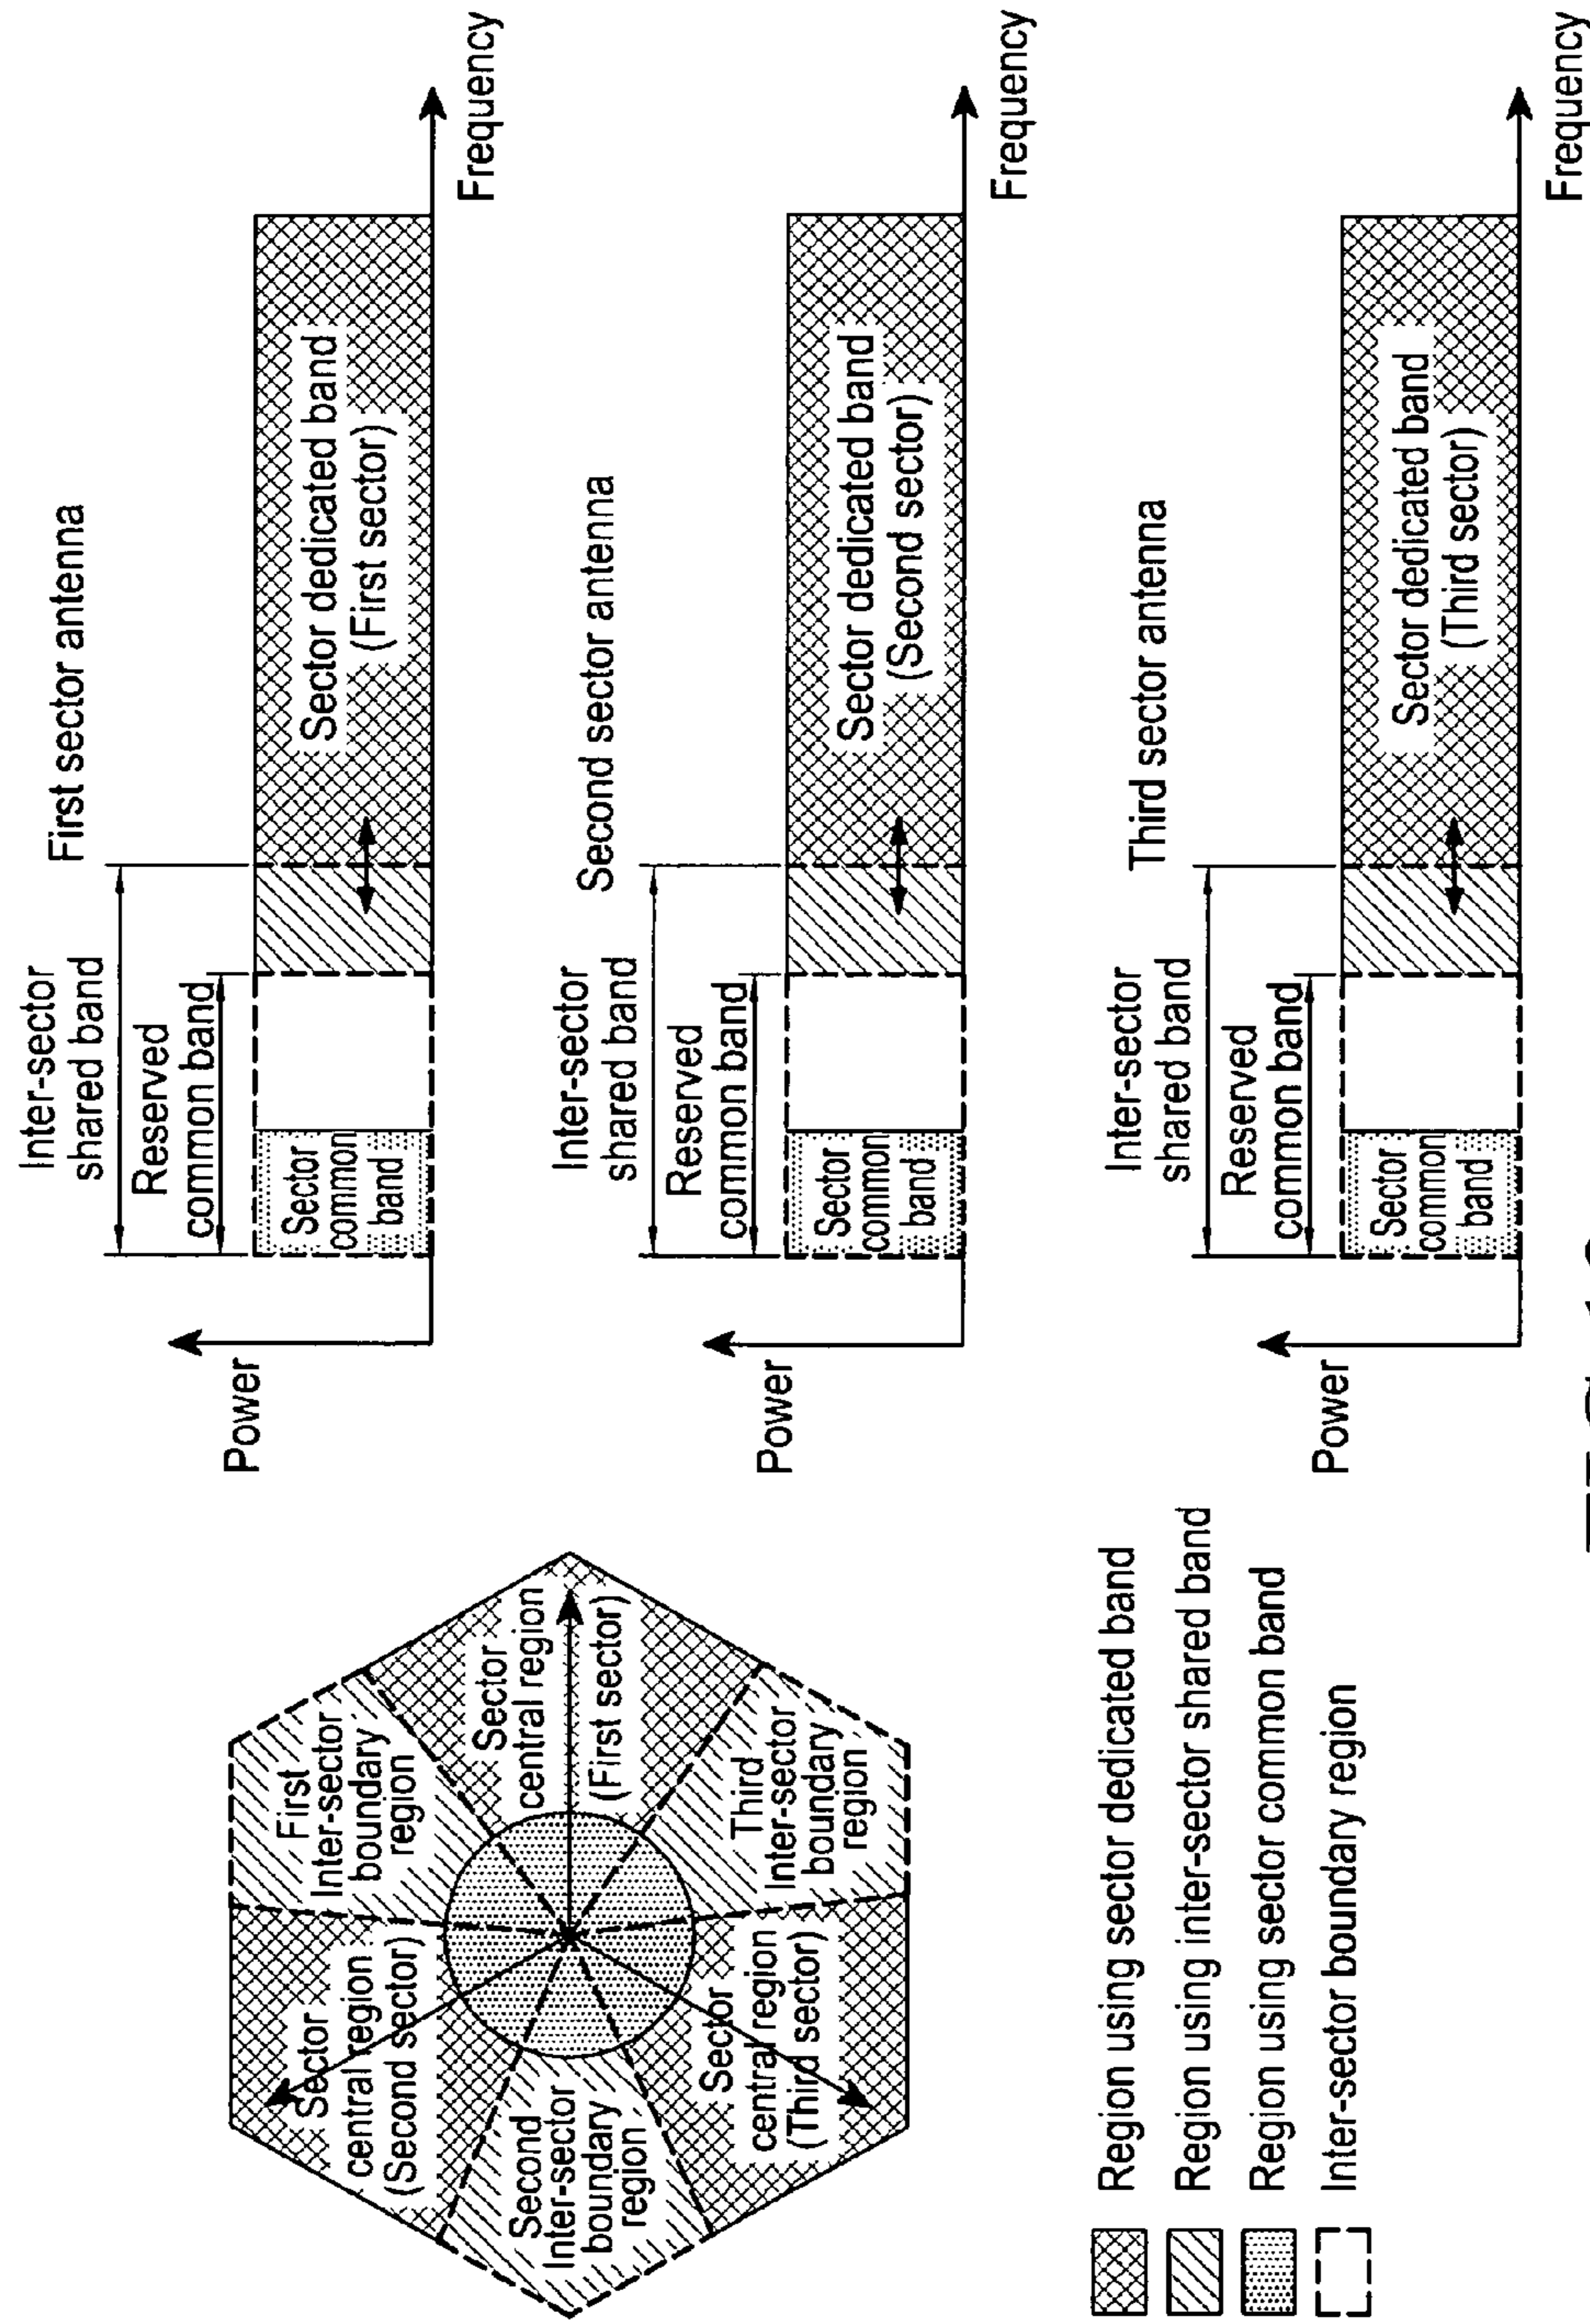 First
Inter-sector
boundary
region
Sector
central region
(Second sector)
Sector
central region
(First sector)
Second
Inter-sector
boundary
region
Sector
central region
(Third sector)
Third
Inter-sector
boundary
region
Region using sector dedicated band
Region using inter-sector shared band
Region using sector common band
Inter-sector boundary region
First sector antenna
Inter-sector
shared band
Reserved
common band
Power
Sector
common
band
Sector dedicated band
(First sector)
Frequency
Second sector antenna
Inter-sector
shared band
Reserved
common band
Power
Sector
common
band
Sector dedicated band
(Second sector)
Frequency
Third sector antenna
Inter-sector
shared band
Reserved
common band
Power
Sector
common
band
Sector dedicated band
(Third sector)
Frequency